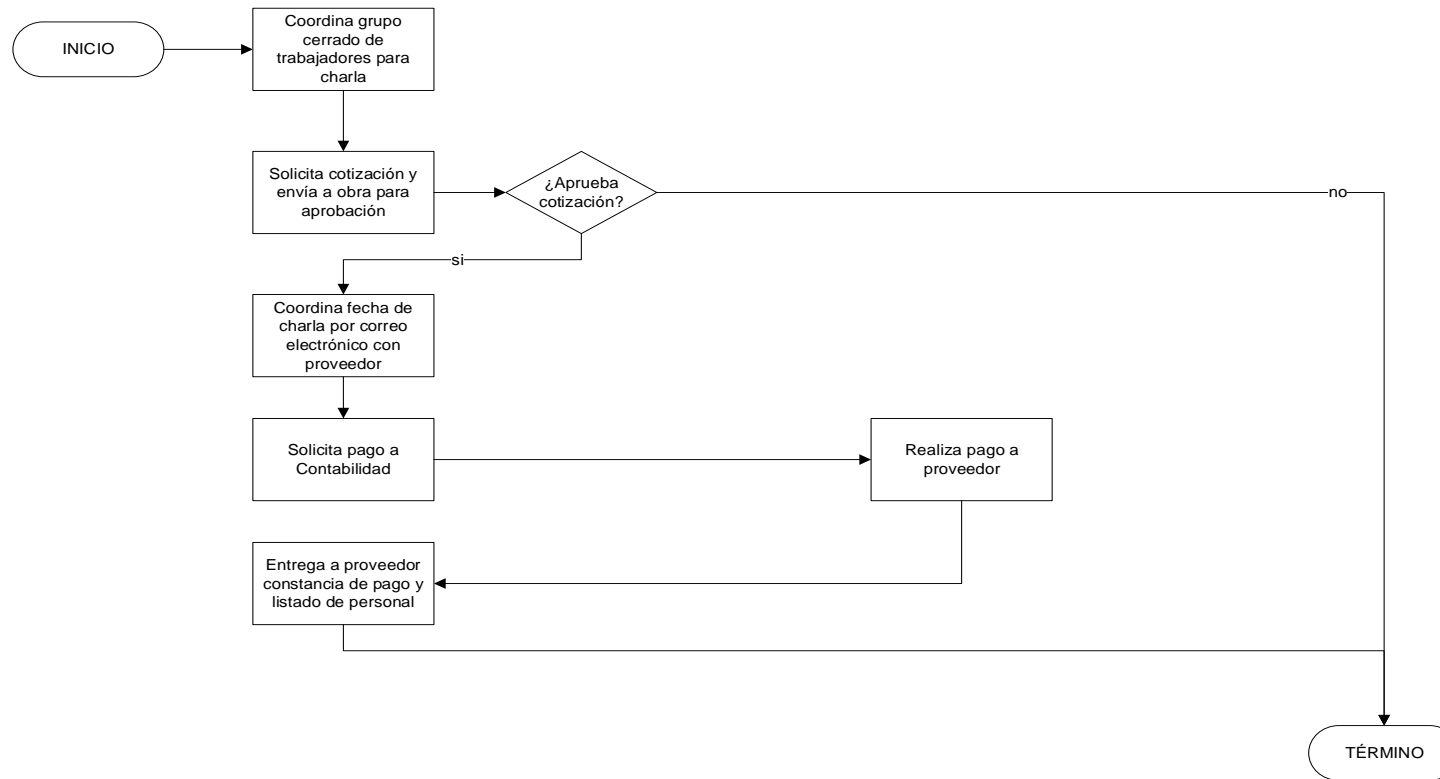 INICIO
Coordina grupo
cerrado de
trabajadores para
charla
Solicita cotización y
envía a obra para
aprobación
¿Aprueba
cotización?
no
si
Coordina fecha de
charla por correo
electrónico con
proveedor
Solicita pago a
Contabilidad
Realiza pago a
proveedor
Entrega a proveedor
constancia de pago y
listado de personal
TÉRMINO